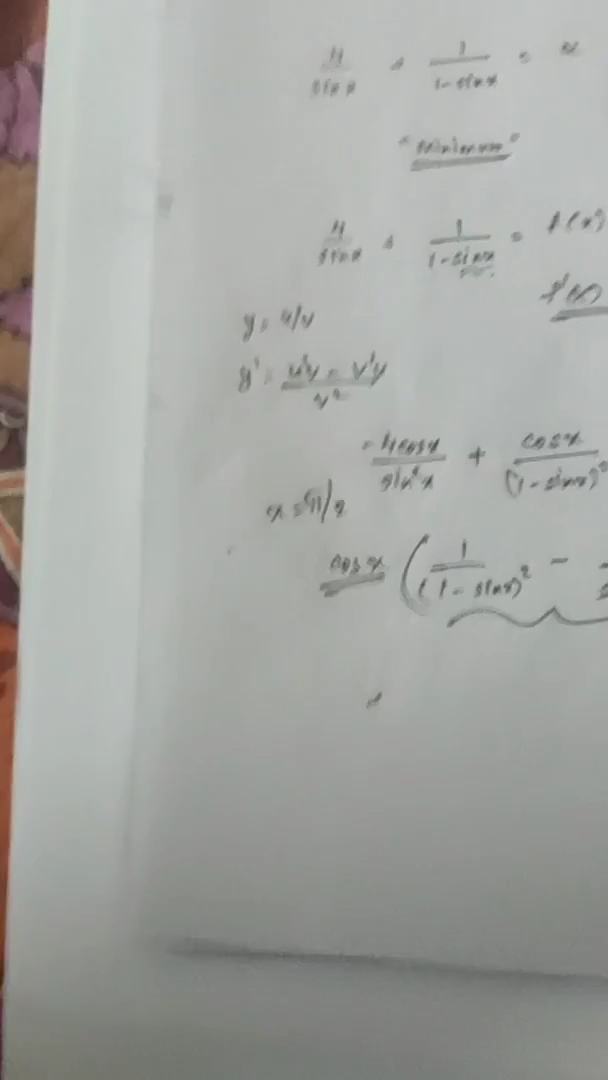 4/sin x + 1/(1-sin x) = α
"minimum"
4/sin x + 1/(1-sin x) = f(x)
f'(x)
y = u/v
y' = (u'v - v'u)/v²
-4cos x/sin²x + cos x/(1-sin x)²
x = π/2
cos x (1/(1-sin x)² -